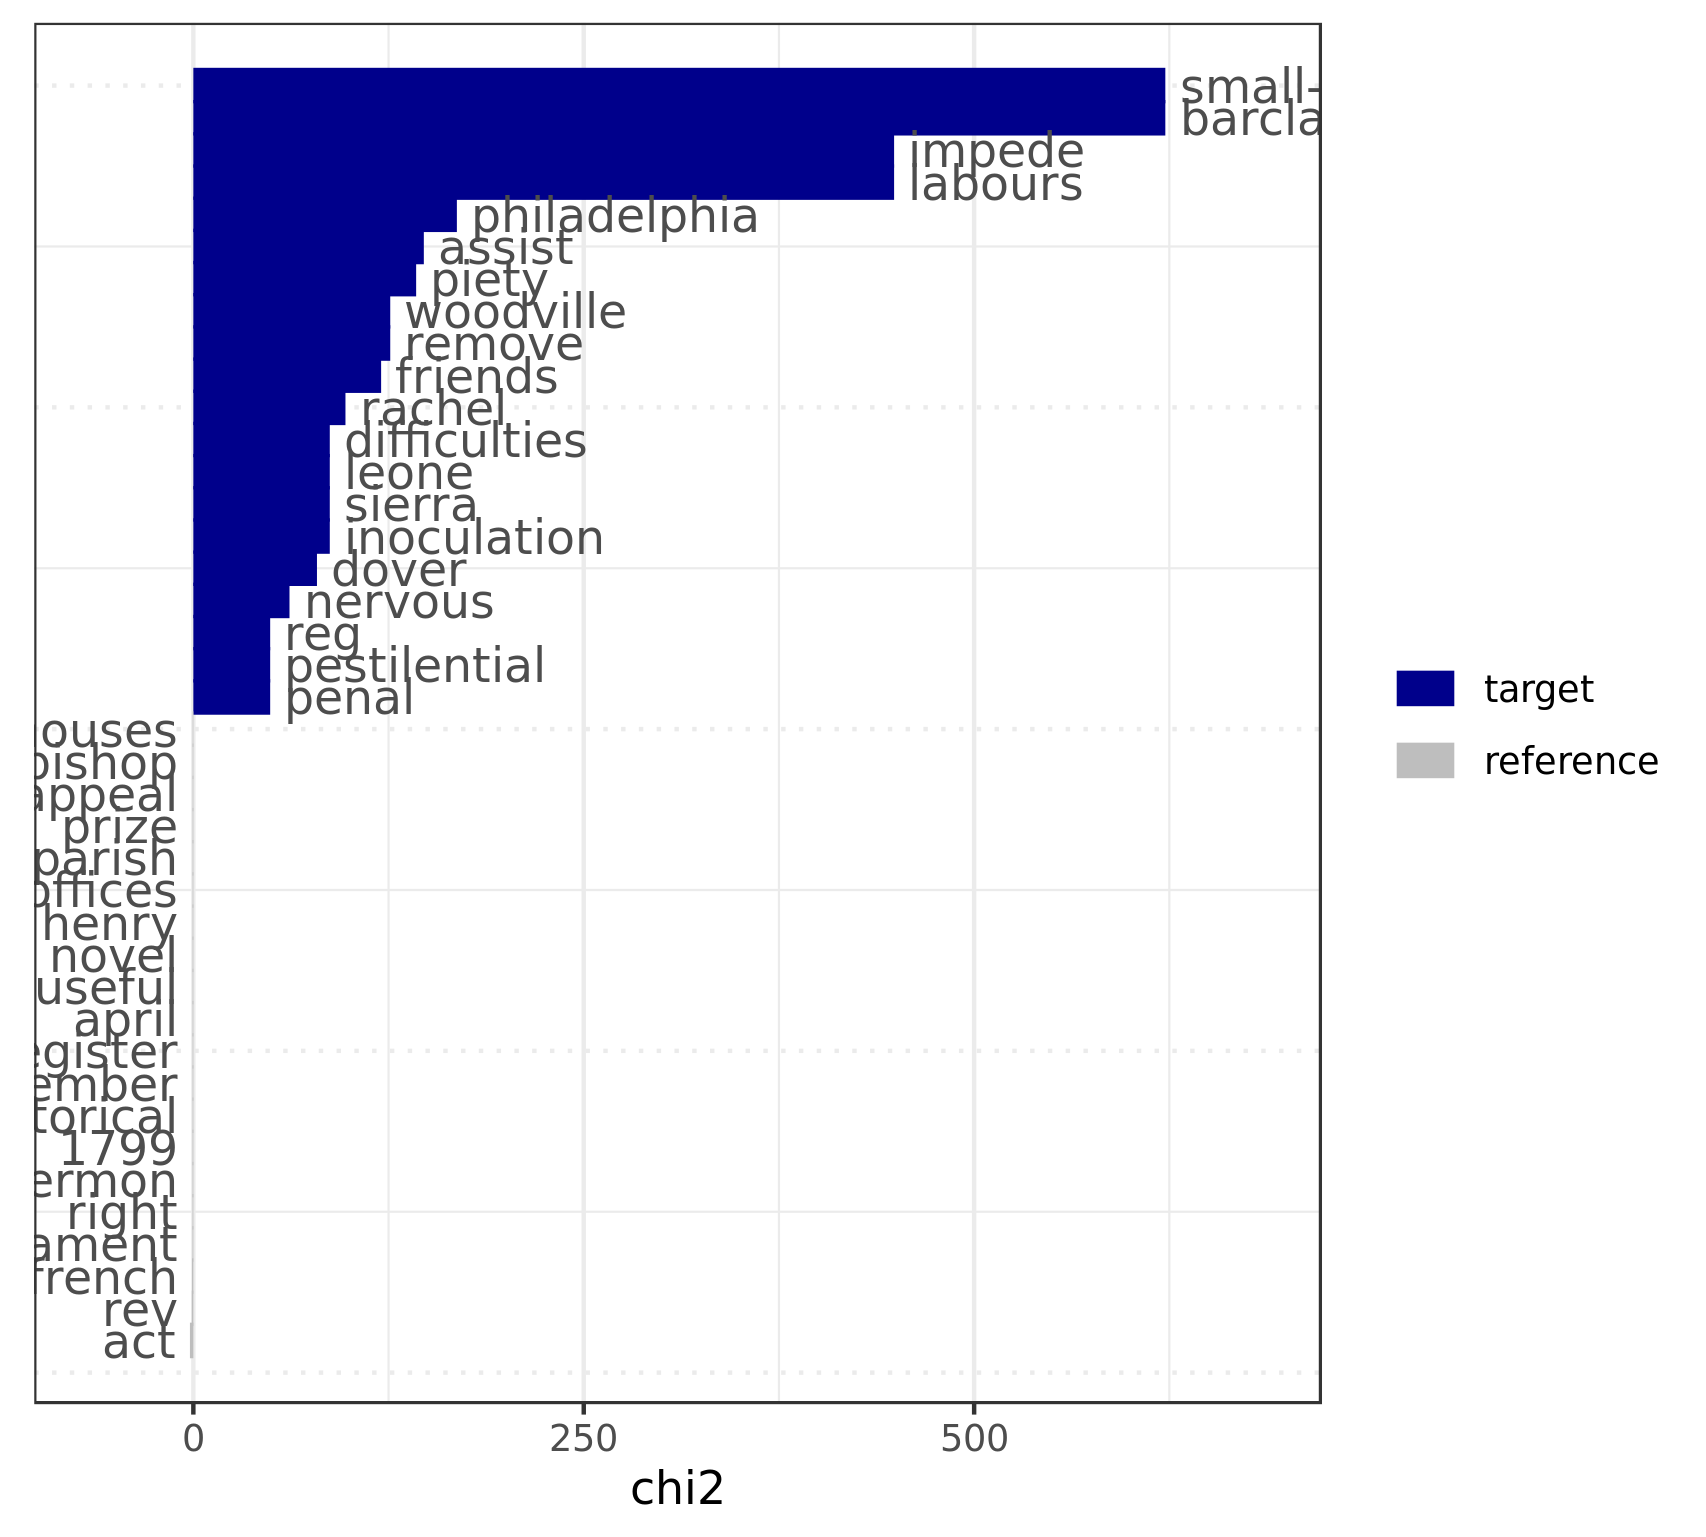 small-
barcla
impede
labours
philadelphia
assist
piety
woodville
remove
friends
rachel
difficulties
leone
sierra
inoculation
dover
nervous
reg
pestilential
penal
ouses
bishop
appeal
prize
parish
offices
henry
novel
useful
april
egister
ember
torical
1799
ermon
right
ament
french
rev
act
target
reference
0
250
500
chi2